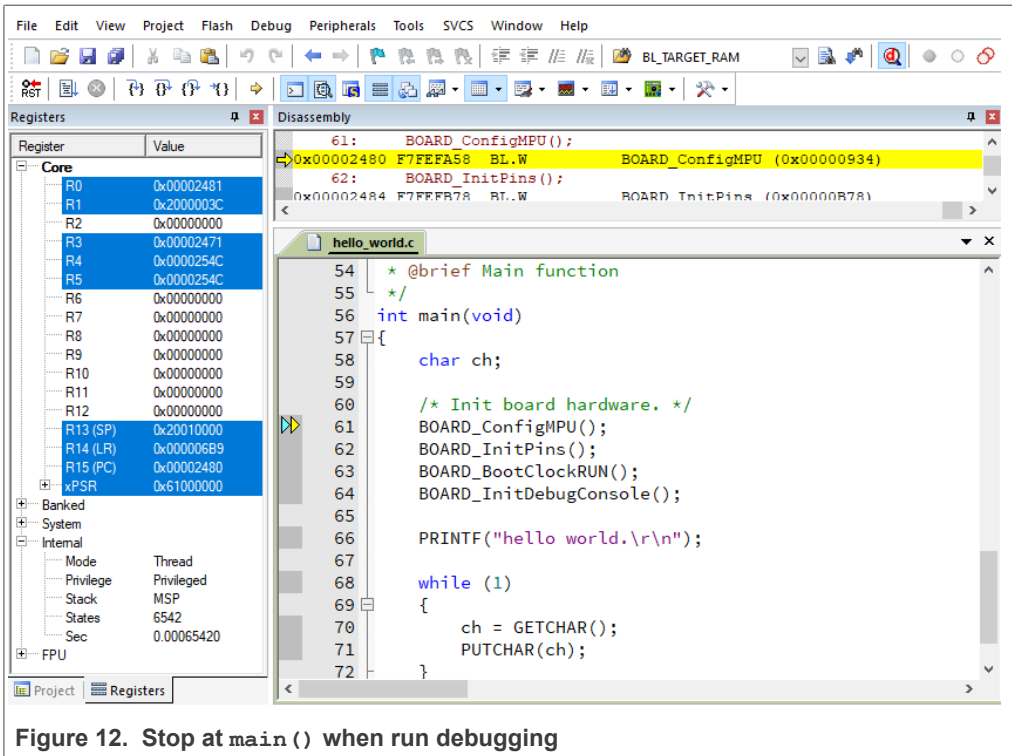 File Edit View Project Flash Debug Peripherals Tools SVCS Window Help
BL_TARGET_RAM
RST
Registers
Register Value
Core
R0 0x00002481
R1 0x2000003C
R2 0x00000000
R3 0x00002471
R4 0x0000254C
R5 0x0000254C
R6 0x00000000
R7 0x00000000
R8 0x00000000
R9 0x00000000
R10 0x00000000
R11 0x00000000
R12 0x00000000
R13 (SP) 0x20010000
R14 (LR) 0x000006B9
R15 (PC) 0x00002480
xPSR 0x61000000
Banked
System
Internal
Mode Thread
Privilege Privileged
Stack MSP
States 6542
Sec 0.00065420
FPU
Project Registers
Disassembly
61: BOARD_ConfigMPU();
0x00002480 F7FEFA58 BL.W BOARD_ConfigMPU (0x00000934)
62: BOARD_InitPins();
0x00002484 F7FEFB78 BL.W BOARD_InitPins (0x00000B78)
hello_world.c
54 * @brief Main function
55 */
56 int main(void)
57 {
58 char ch;
59
60 /* Init board hardware. */
61 BOARD_ConfigMPU();
62 BOARD_InitPins();
63 BOARD_BootClockRUN();
64 BOARD_InitDebugConsole();
65
66 PRINTF("hello world.\r\n");
67
68 while (1)
69 {
70 ch = GETCHAR();
71 PUTCHAR(ch);
72 }
Figure 12. Stop at main() when run debugging